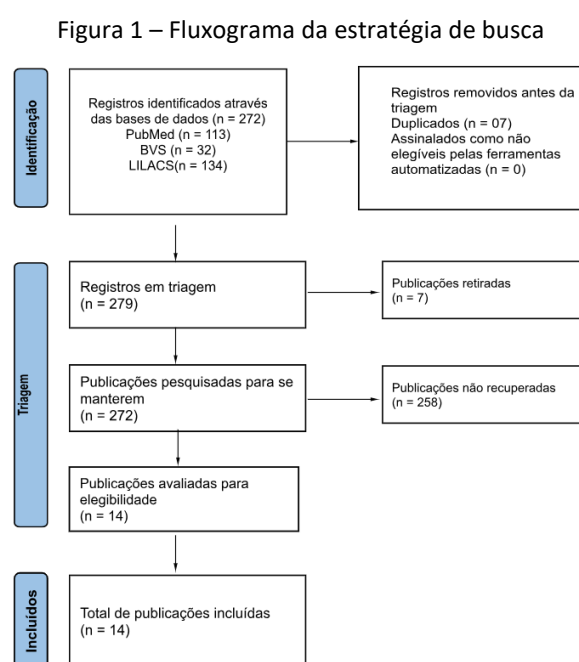 Figura 1 – Fluxograma da estratégia de busca
Identificação
Registros identificados através
das bases de dados (n = 272)
PubMed (n = 113)
BVS (n = 32)
LILACS(n = 134)
Registros removidos antes da
triagem
Duplicados (n = 07)
Assinalados como não
elegíveis pelas ferramentas
automatizadas (n = 0)
Triagem
Registros em triagem
(n = 279)
Publicações retiradas
(n = 7)
Publicações pesquisadas para se
manterem
(n = 272)
Publicações não recuperadas
(n = 258)
Publicações avaliadas para
elegibilidade
(n = 14)
Incluídos
Total de publicações incluídas
(n = 14)